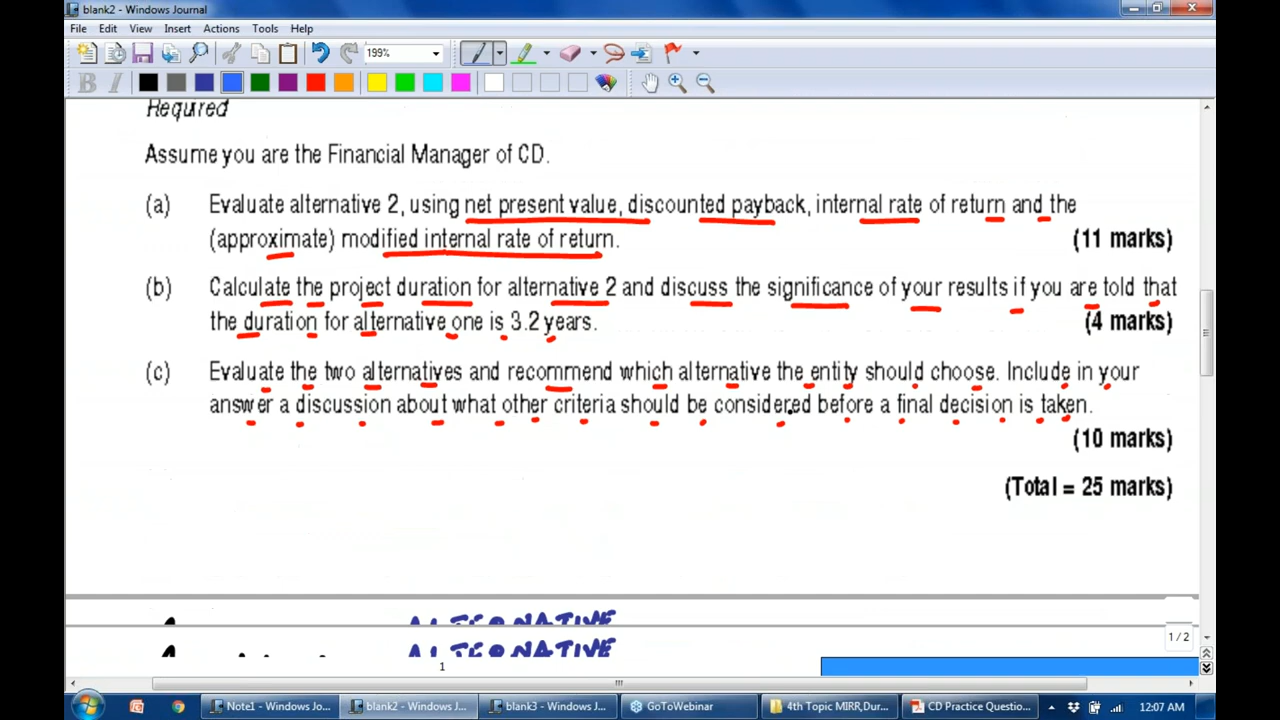 blank2 - Windows Journal
File Edit View Insert Actions Tools Help
199%
B I
Required
Assume you are the Financial Manager of CD.
(a) Evaluate alternative 2, using net present value, discounted payback, internal rate of return and the
(approximate) modified internal rate of return. (11 marks)
(b) Calculate the project duration for alternative 2 and discuss the significance of your results if you are told that
the duration for alternative one is 3.2 years. (4 marks)
(c) Evaluate the two alternatives and recommend which alternative the entity should choose. Include in your
answer a discussion about what other criteria should be considered before a final decision is taken.
(10 marks)
(Total = 25 marks)
ALTERNATIVE
1 / 2
ALTERNATIVE
1
Note1 - Windows Jo... blank2 - Windows J... blank3 - Windows J... GoToWebinar 4th Topic MIRR,Dur... CD Practice Questio... 12:07 AM